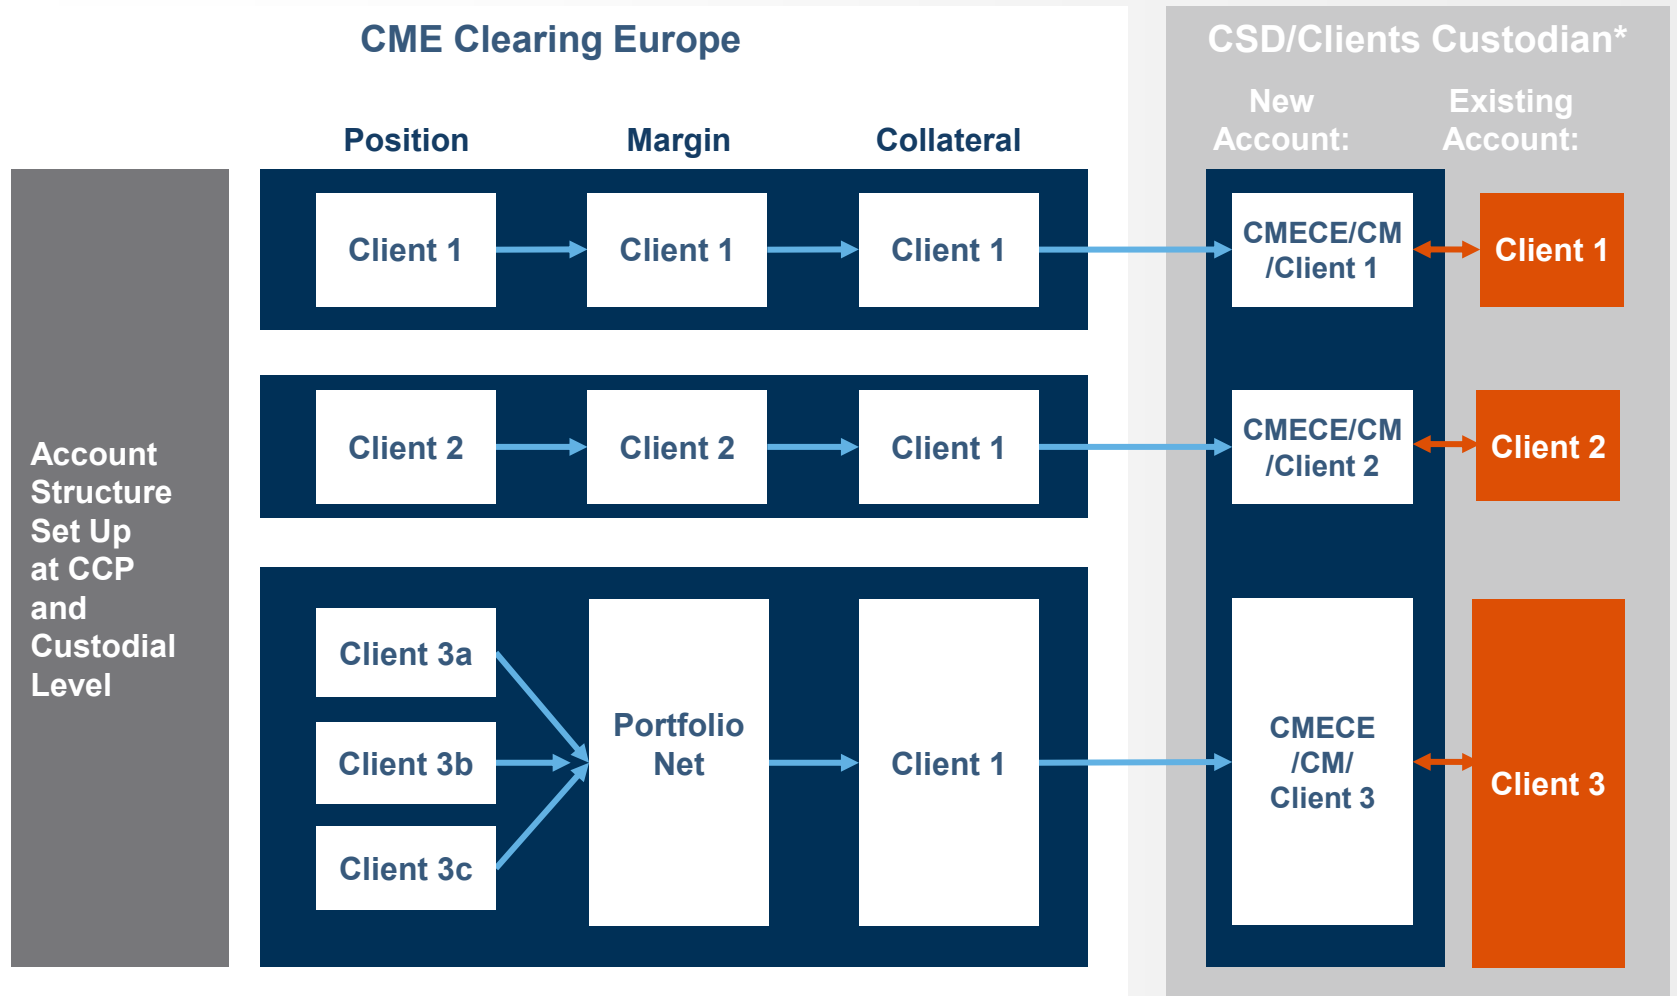 CME Clearing Europe
CSD/Clients Custodian*
New
Account:
Existing
Account:
Position
Margin
Collateral
Account
Structure
Set Up
at CCP
and
Custodial
Level
Client 1
Client 1
Client 1
CMECE/CM
/Client 1
Client 1
Client 2
Client 2
Client 1
CMECE/CM
/Client 2
Client 2
Client 3a
Client 3b
Client 3c
Portfolio
Net
Client 1
CMECE
/CM/
Client 3
Client 3